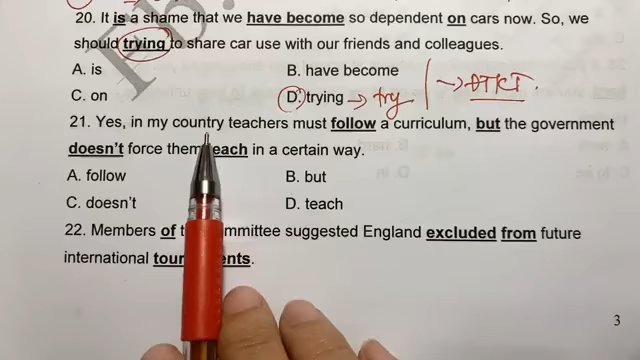 20. It is a shame that we have become so dependent on cars now. So, we
should trying to share car use with our friends and colleagues.
A. is B. have become
C. on D. trying → try → ĐTKT.
21. Yes, in my country teachers must follow a curriculum, but the government
doesn't force them teach in a certain way.
A. follow B. but
C. doesn't D. teach
22. Members of committee suggested England excluded from future
international
3